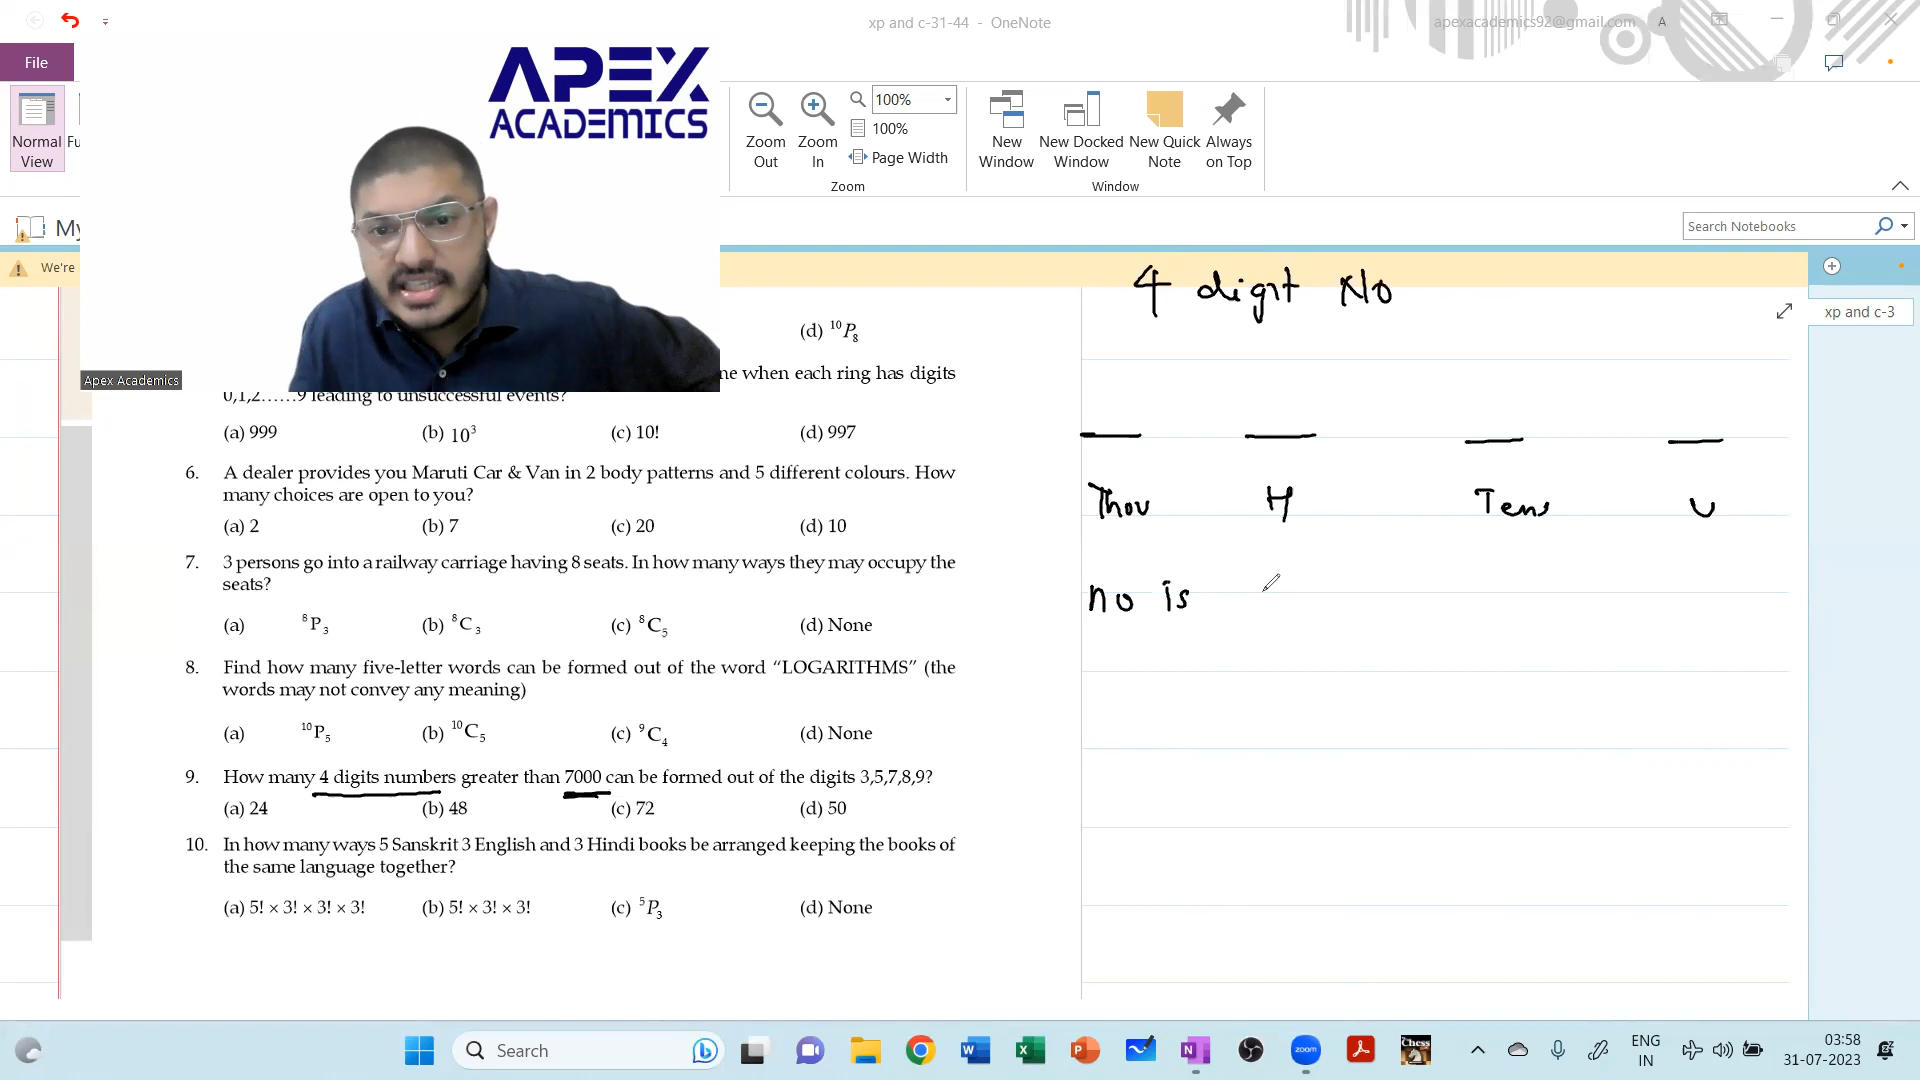 xp and c-31-44 - OneNote
apexacademics92@gmail.com A
File
APEX
ACADEMICS
Normal
View
Zoom
Out
Zoom
In
100%
100%
Page Width
Zoom
New
Window
New Docked
Window
New Quick
Note
Always
on Top
Window
My
Search Notebooks
We're
xp and c-3
Apex Academics
(d) ¹⁰P₈
ne when each ring has digits
0,1,2……9 leading to unsuccessful events?
(a) 999 (b) 10³ (c) 10! (d) 997
6. A dealer provides you Maruti Car & Van in 2 body patterns and 5 different colours. How
many choices are open to you?
(a) 2 (b) 7 (c) 20 (d) 10
7. 3 persons go into a railway carriage having 8 seats. In how many ways they may occupy the
seats?
(a) ⁸P₃ (b) ⁸C₃ (c) ⁸C₅ (d) None
8. Find how many five-letter words can be formed out of the word “LOGARITHMS” (the
words may not convey any meaning)
(a) ¹⁰P₅ (b) ¹⁰C₅ (c) ⁹C₄ (d) None
9. How many 4 digits numbers greater than 7000 can be formed out of the digits 3,5,7,8,9?
(a) 24 (b) 48 (c) 72 (d) 50
10. In how many ways 5 Sanskrit 3 English and 3 Hindi books be arranged keeping the books of
the same language together?
(a) 5! × 3! × 3! × 3! (b) 5! × 3! × 3! (c) ⁵P₃ (d) None
4 digit No
Thou H Tens U
no is
Search
Chess
zoom
ENG
IN
03:58
31-07-2023